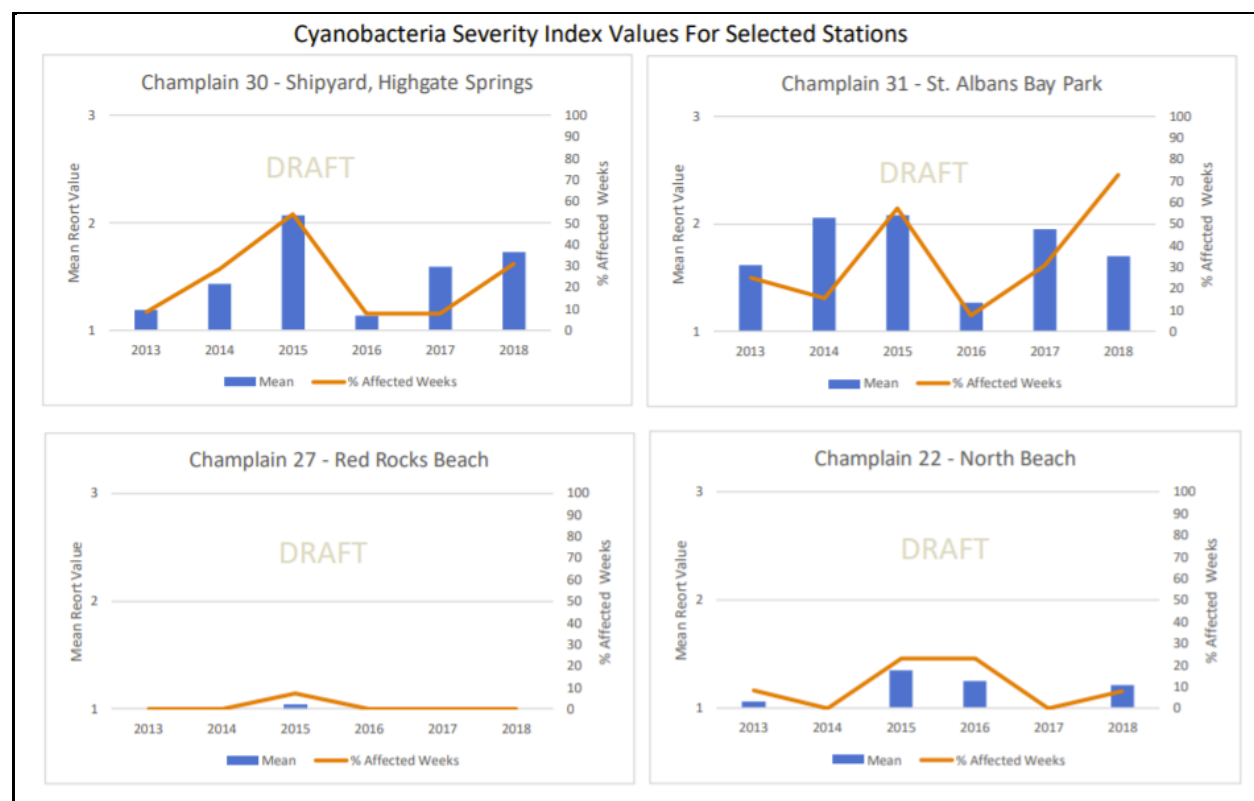 Cyanobacteria Severity Index Values For Selected Stations
Champlain 30 - Shipyard, Highgate Springs
3
2
1
Mean Reort Value
DRAFT
100
90
80
70
60
50
40
30
20
10
0
% Affected Weeks
2013 2014 2015 2016 2017 2018
Mean % Affected Weeks
Champlain 31 - St. Albans Bay Park
3
2
1
Mean Reort Value
DRAFT
100
90
80
70
60
50
40
30
20
10
0
% Affected Weeks
2013 2014 2015 2016 2017 2018
Mean % Affected Weeks
Champlain 27 - Red Rocks Beach
3
2
1
Mean Reort Value
DRAFT
100
90
80
70
60
50
40
30
20
10
0
% Affected Weeks
2013 2014 2015 2016 2017 2018
Mean % Affected Weeks
Champlain 22 - North Beach
3
2
1
Mean Reort Value
DRAFT
100
90
80
70
60
50
40
30
20
10
0
% Affected Weeks
2013 2014 2015 2016 2017 2018
Mean % Affected Weeks